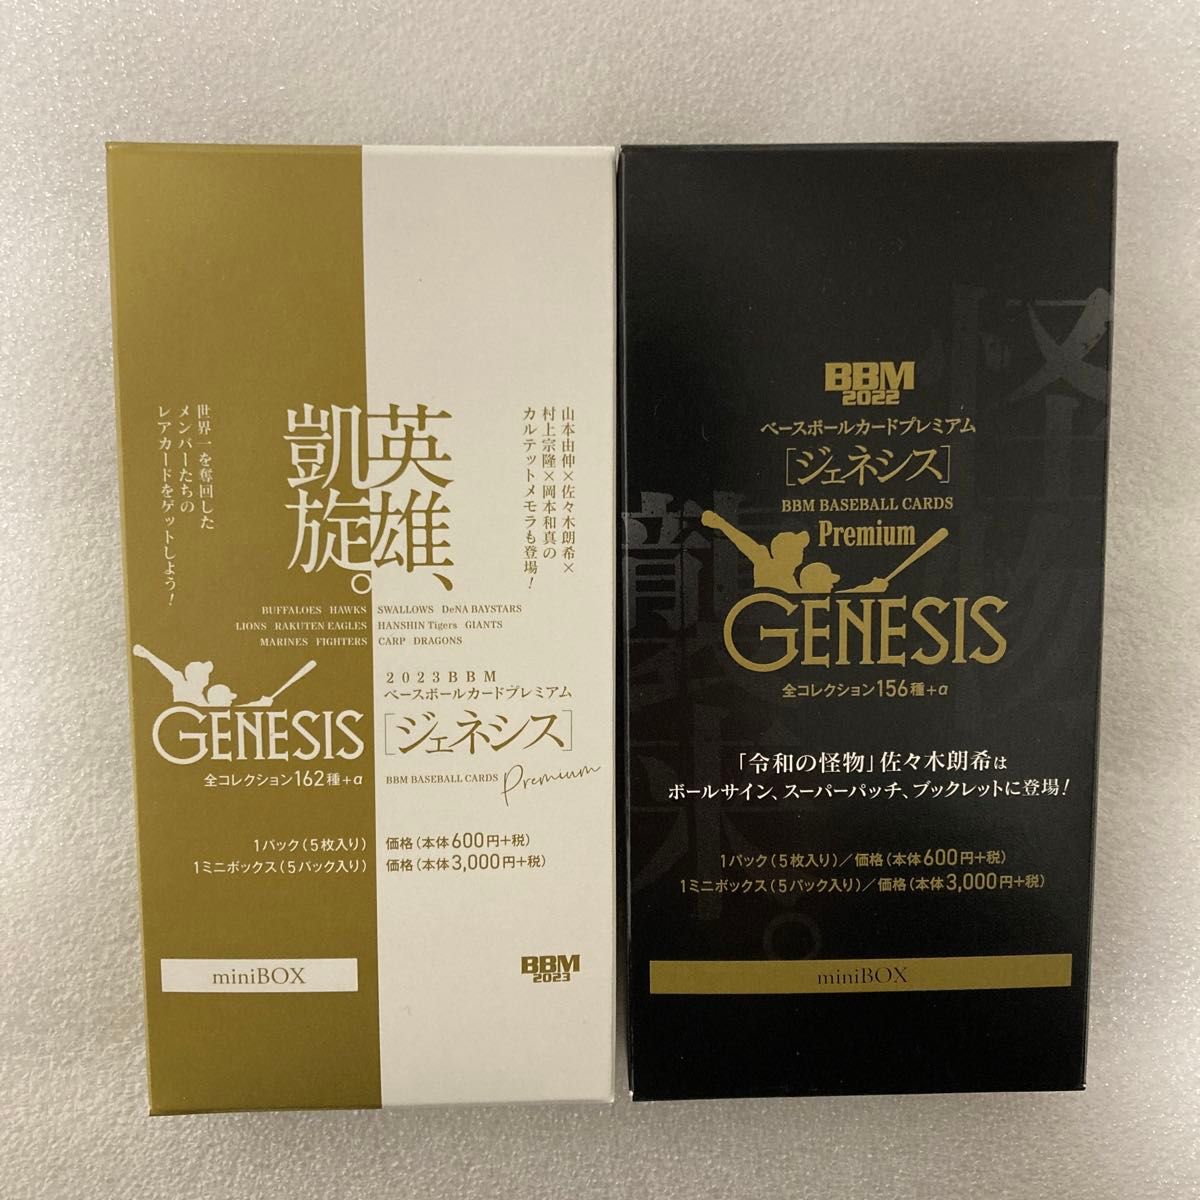 英雄、
凱旋。
山本由伸×佐々木朗希×
村上宗隆×岡本和真の
カルテットメモラも登場!
世界一を奪回した
メンバーたちの
レアカードをゲットしよう!
BUFFALOES HAWKS SWALLOWS DeNA BAYSTARS
LIONS RAKUTEN EAGLES HANSHIN Tigers GIANTS
MARINES FIGHTERS CARP DRAGONS
GENESIS
全コレクション162種+α
2023BBM
ベースボールカードプレミアム
[ジェネシス]
BBM BASEBALL CARDS Premium
1パック(5枚入り) 価格(本体600円+税)
1ミニボックス(5パック入り) 価格(本体3,000円+税)
miniBOX
BBM
2023
怪物、
襲来。
BBM
2022
ベースボールカードプレミアム
[ジェネシス]
BBM BASEBALL CARDS
Premium
GENESIS
全コレクション156種+α
「令和の怪物」佐々木朗希は
ボールサイン、スーパーパッチ、ブックレットに登場!
1パック(5枚入り)/価格(本体600円+税)
1ミニボックス(5パック入り)/価格(本体3,000円+税)
miniBOX